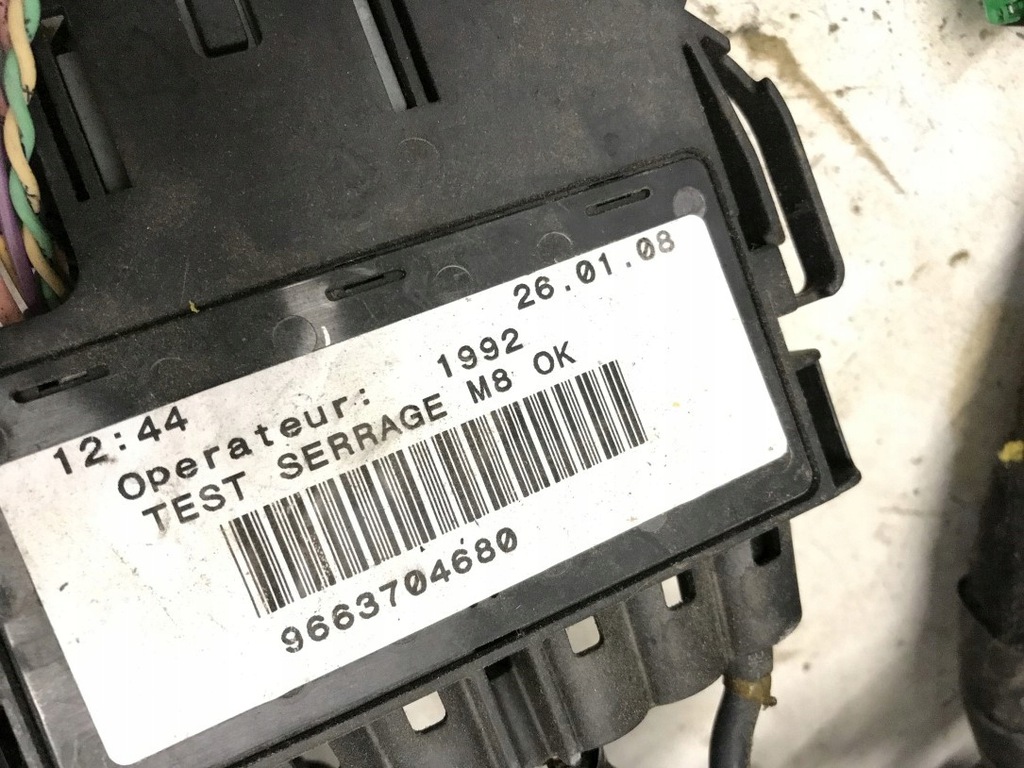 12:44 26.01.08
Operateur: 1992
TEST SERRAGE M8 OK
9663704680